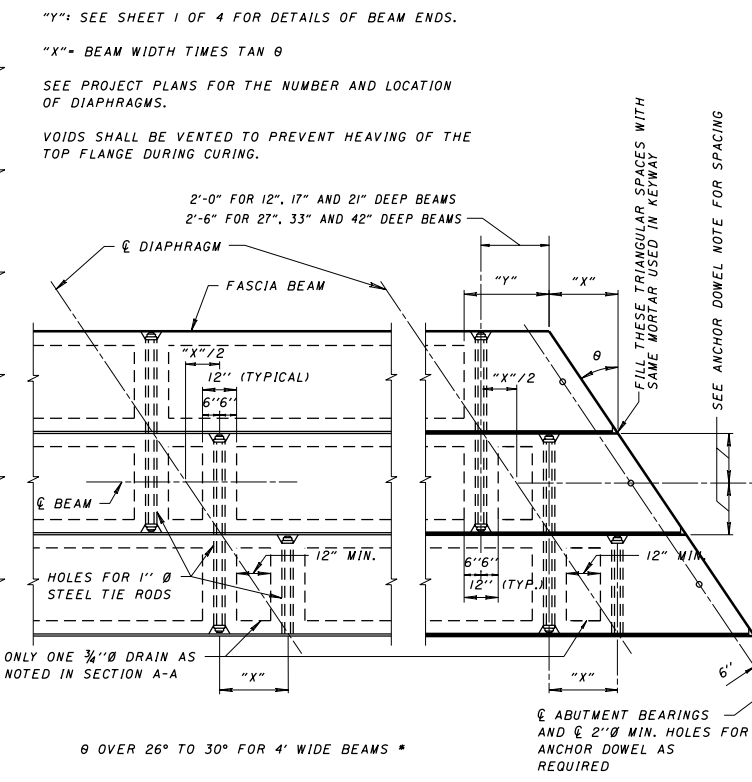 "Y": SEE SHEET 1 OF 4 FOR DETAILS OF BEAM ENDS.
"X"= BEAM WIDTH TIMES TAN θ
SEE PROJECT PLANS FOR THE NUMBER AND LOCATION
OF DIAPHRAGMS.
VOIDS SHALL BE VENTED TO PREVENT HEAVING OF THE
TOP FLANGE DURING CURING.
2'-0" FOR 12", 17" AND 21" DEEP BEAMS
2'-6" FOR 27", 33" AND 42" DEEP BEAMS
℄ DIAPHRAGM
FASCIA BEAM
"Y"
"X"
FILL THESE TRIANGULAR SPACES WITH
SAME MORTAR USED IN KEYWAY
SEE ANCHOR DOWEL NOTE FOR SPACING
θ
"X"/2
12" (TYPICAL)
6"6"
"X"/2
℄ BEAM
HOLES FOR 1" Ø
STEEL TIE RODS
12" MIN.
6"6"
12" (TYP.)
12" MIN.
ONLY ONE ¾"Ø DRAIN AS
NOTED IN SECTION A-A
"X"
"X"
6"
℄ ABUTMENT BEARINGS
AND ℄ 2"Ø MIN. HOLES FOR
ANCHOR DOWEL AS
REQUIRED
θ OVER 26° TO 30° FOR 4' WIDE BEAMS *